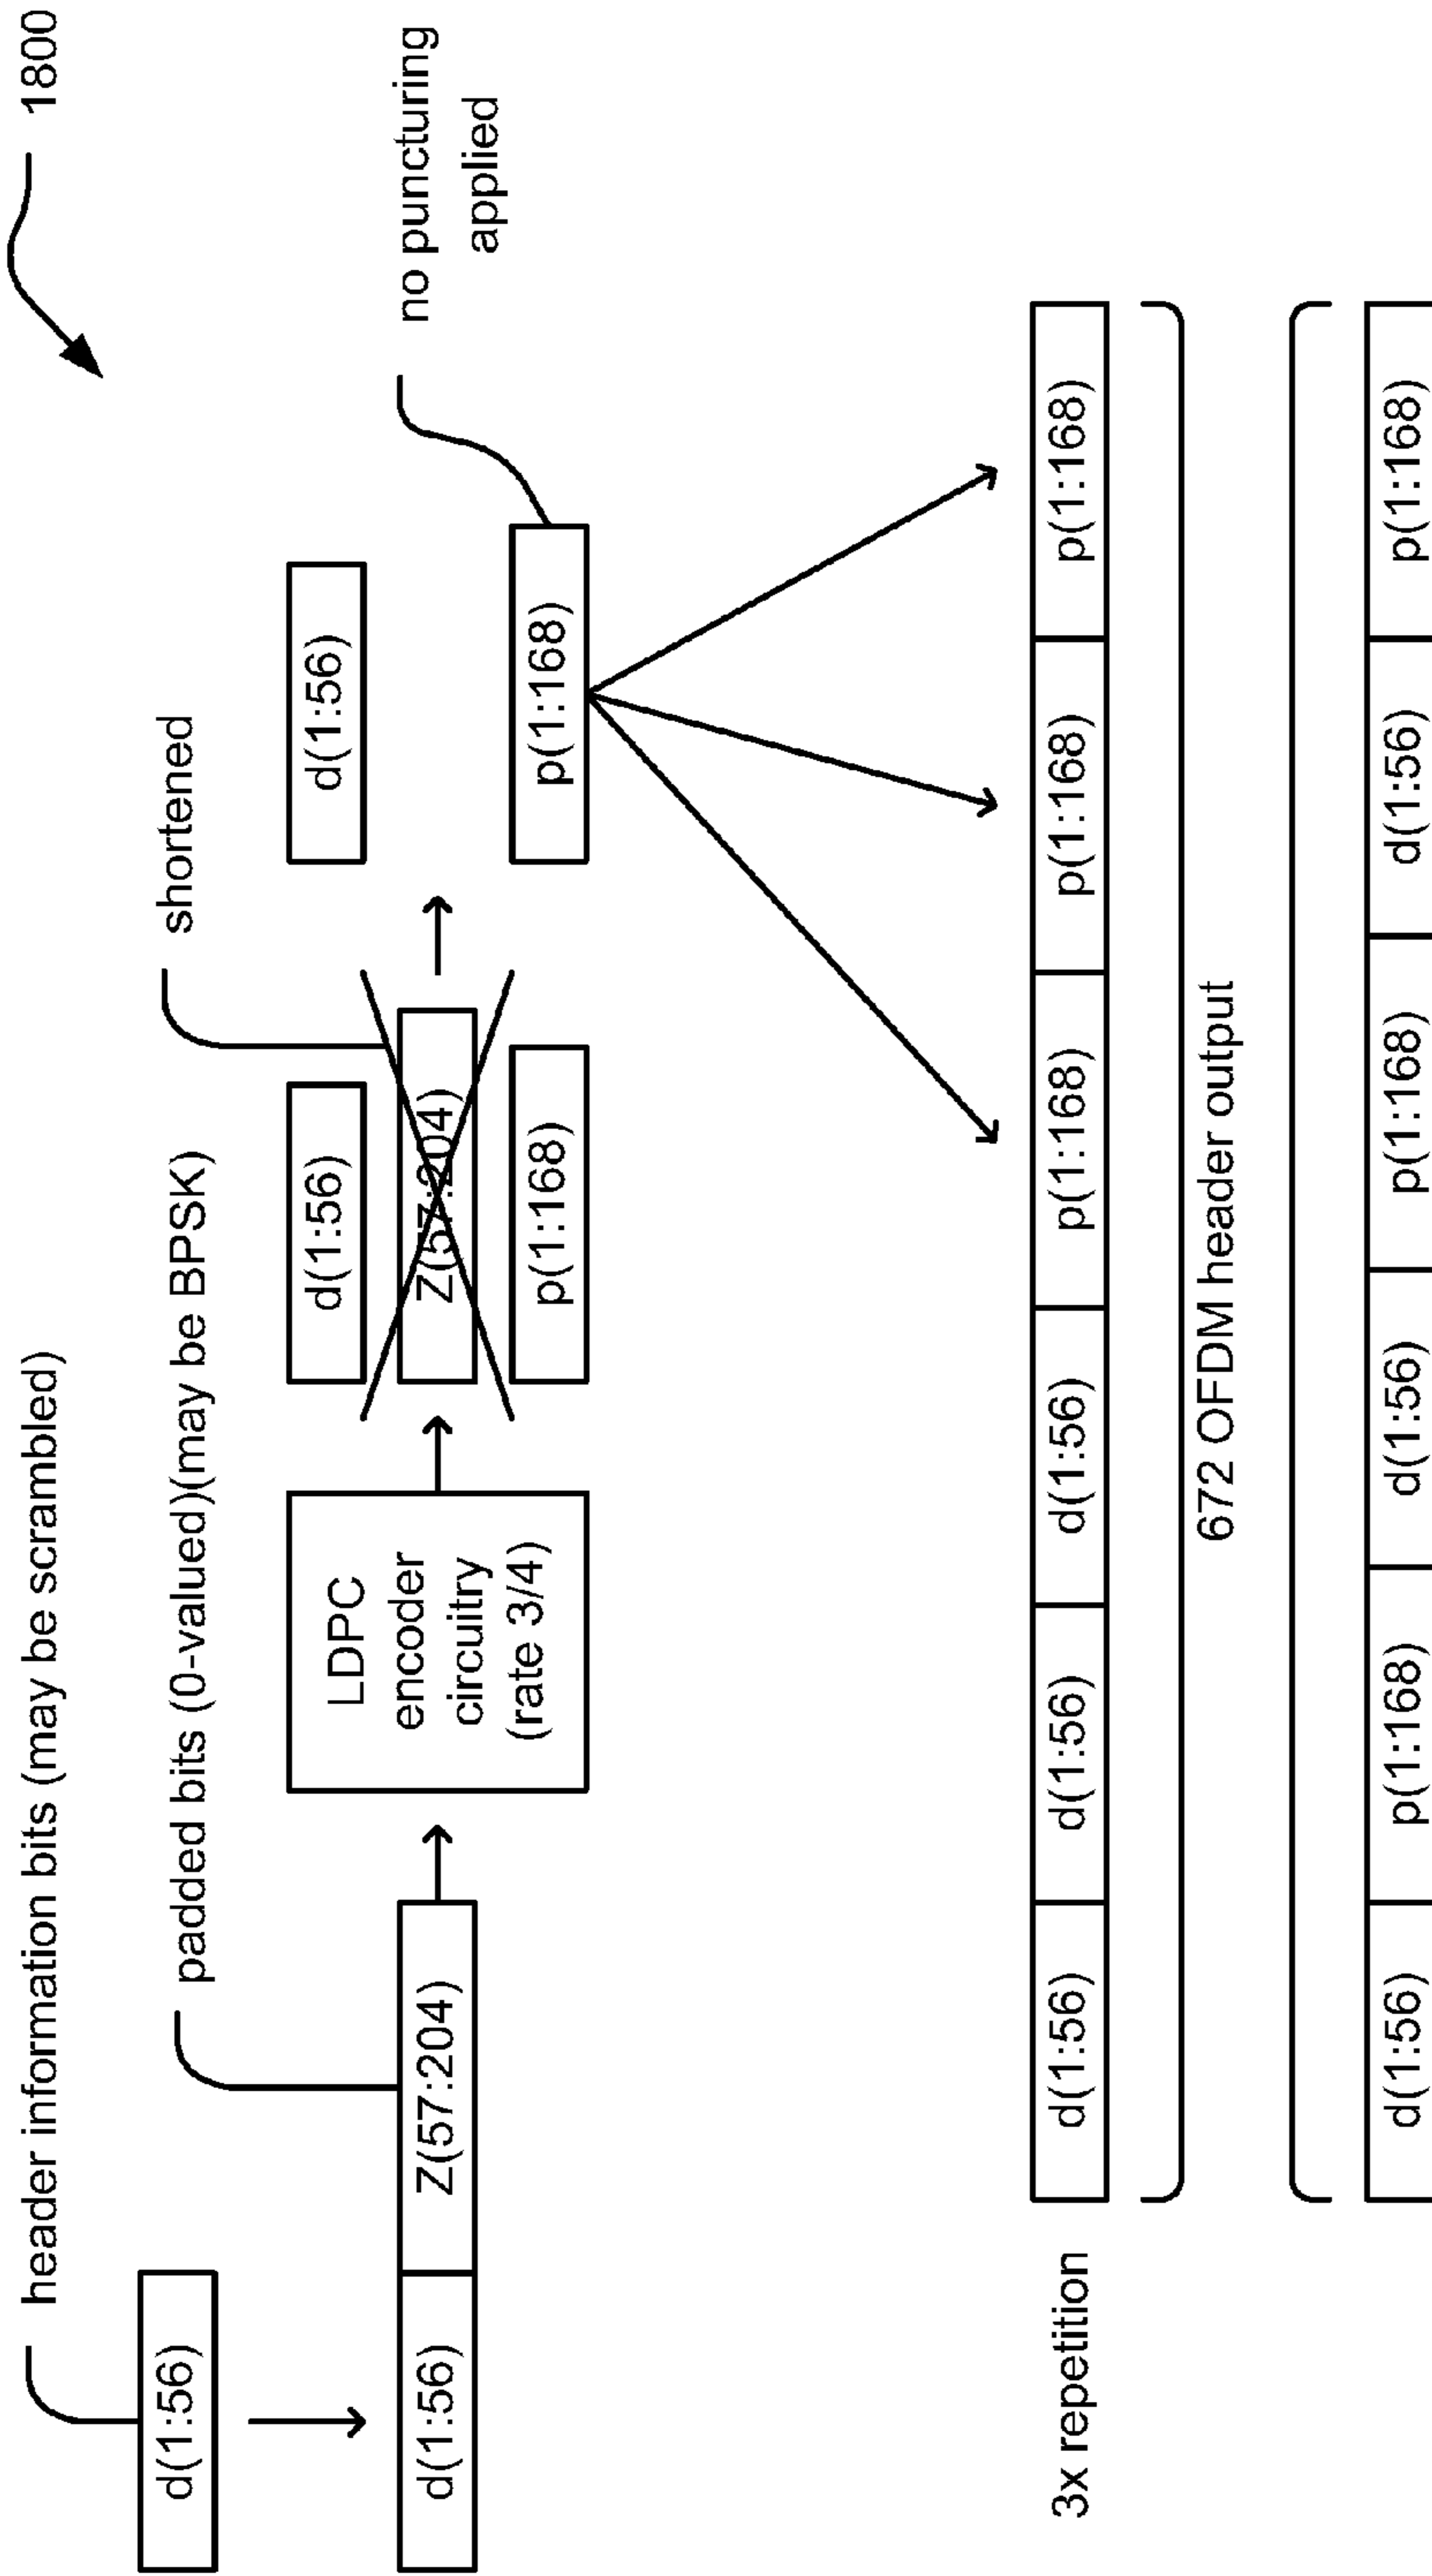 1800
header information bits (may be scrambled)
d(1:56)
padded bits (0-valued)(may be BPSK)
d(1:56) Z(57:204)
LDPC
encoder
circuitry
(rate 3/4)
shortened
d(1:56)
Z(57:204)
p(1:168)
d(1:56)
p(1:168)
no puncturing
applied
3x repetition
d(1:56) d(1:56) d(1:56) p(1:168) p(1:168) p(1:168)
672 OFDM header output
d(1:56) p(1:168) d(1:56) p(1:168) d(1:56) p(1:168)